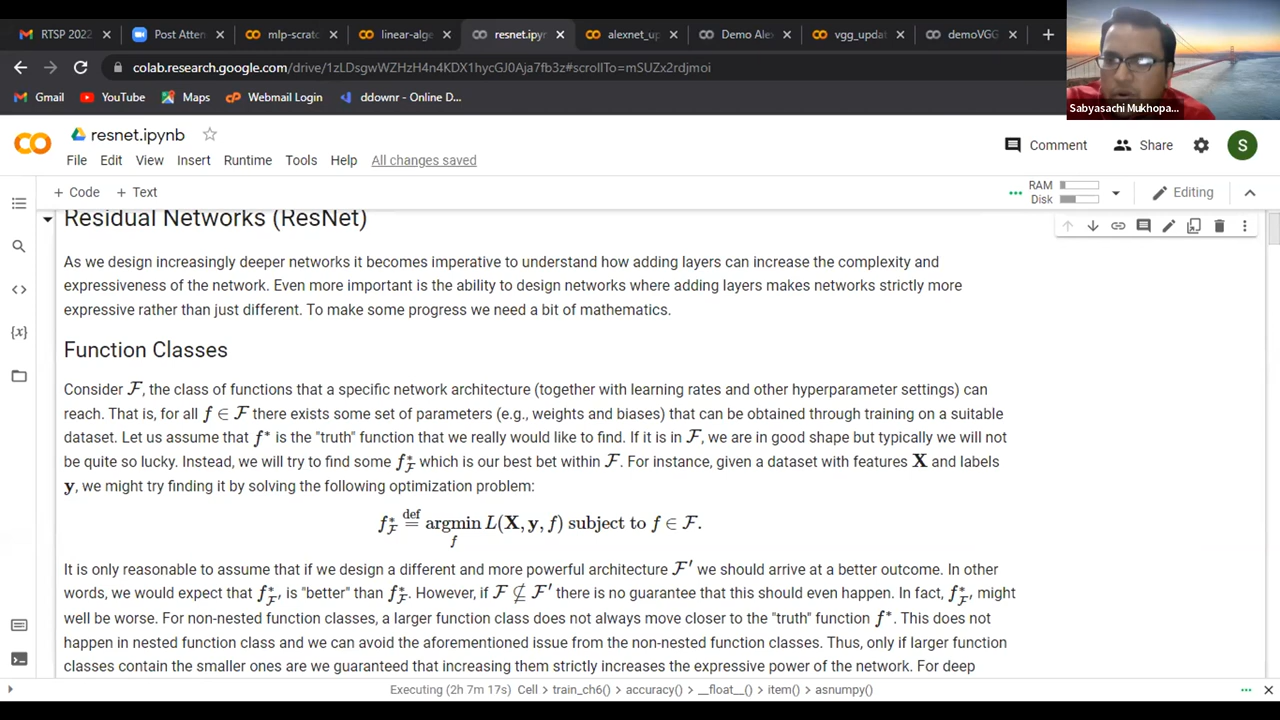 RTSP 2022
Post Atten
mlp-scratc
linear-alge
resnet.ipyr
alexnet_up
Demo Ale
vgg_updat
demoVGG
colab.research.google.com/drive/1zLDsgwWZHzH4n4KDX1hycGJ0Aja7fb3z#scrollTo=mSUZx2rdjmoi
Gmail
YouTube
Maps
Webmail Login
ddownr - Online D...
Sabyasachi Mukhopa...
resnet.ipynb
Comment
Share
S
File Edit View Insert Runtime Tools Help All changes saved
+ Code + Text
RAM
Disk
Editing
Residual Networks (ResNet)
As we design increasingly deeper networks it becomes imperative to understand how adding layers can increase the complexity and
expressiveness of the network. Even more important is the ability to design networks where adding layers makes networks strictly more
expressive rather than just different. To make some progress we need a bit of mathematics.
Function Classes
Consider ℱ, the class of functions that a specific network architecture (together with learning rates and other hyperparameter settings) can
reach. That is, for all f ∈ ℱ there exists some set of parameters (e.g., weights and biases) that can be obtained through training on a suitable
dataset. Let us assume that f* is the "truth" function that we really would like to find. If it is in ℱ, we are in good shape but typically we will not
be quite so lucky. Instead, we will try to find some f*_ℱ which is our best bet within ℱ. For instance, given a dataset with features X and labels
y, we might try finding it by solving the following optimization problem:
f*_ℱ def= argmin_f L(X, y, f) subject to f ∈ ℱ.
It is only reasonable to assume that if we design a different and more powerful architecture ℱ′ we should arrive at a better outcome. In other
words, we would expect that f*_ℱ′ is "better" than f*_ℱ. However, if ℱ ⊈ ℱ′ there is no guarantee that this should even happen. In fact, f*_ℱ′ might
well be worse. For non-nested function classes, a larger function class does not always move closer to the "truth" function f*. This does not
happen in nested function class and we can avoid the aforementioned issue from the non-nested function classes. Thus, only if larger function
classes contain the smaller ones are we guaranteed that increasing them strictly increases the expressive power of the network. For deep
Executing (2h 7m 17s) Cell > train_ch6() > accuracy() > __float__() > item() > asnumpy()